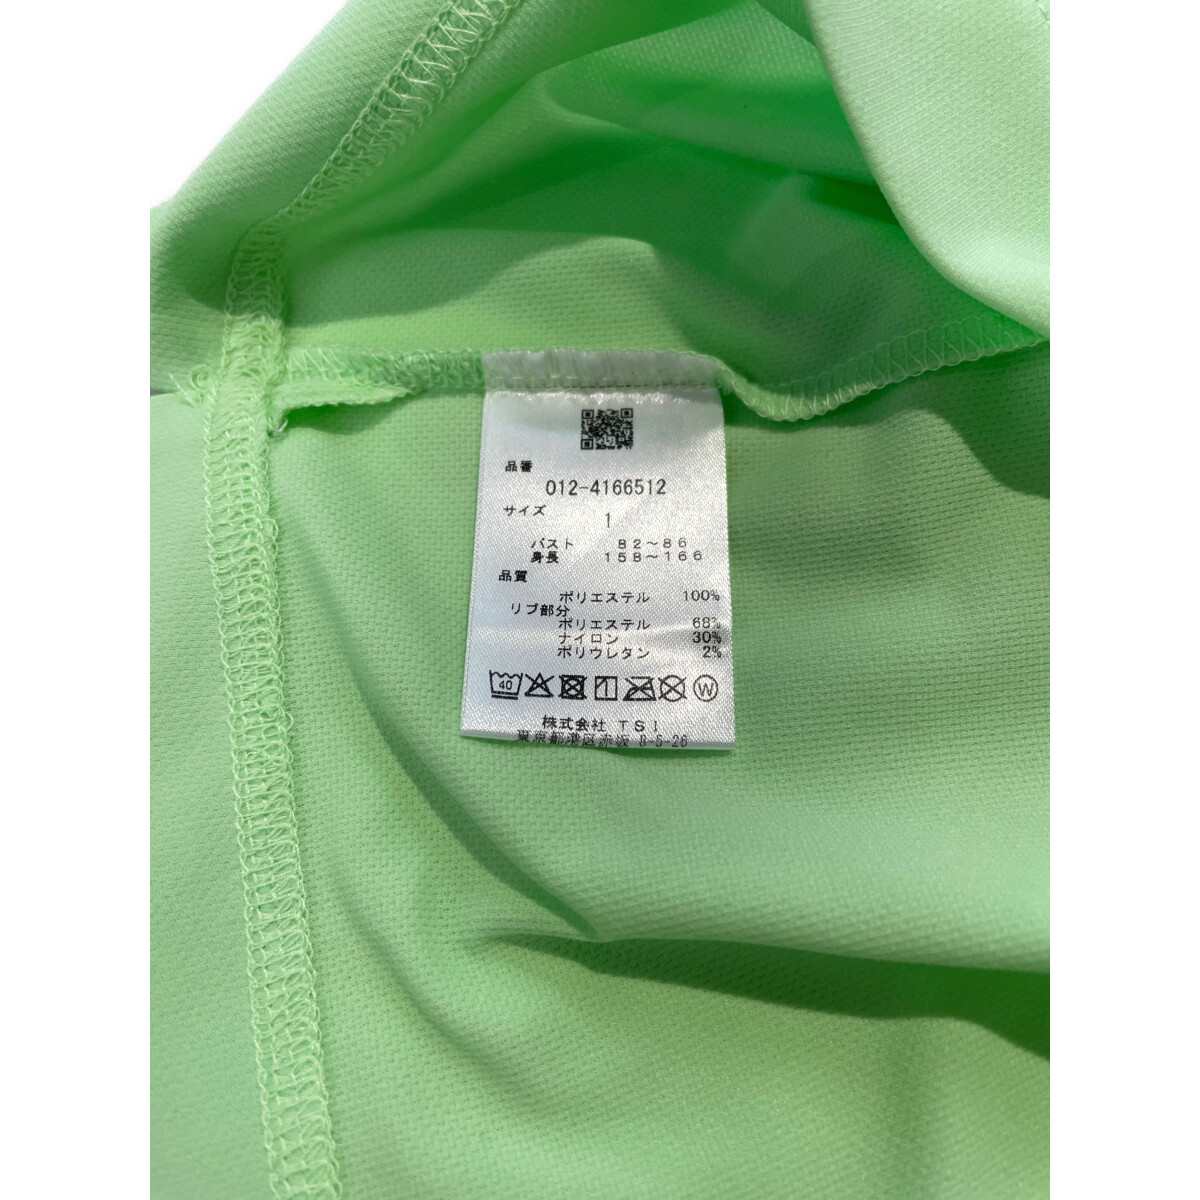 品番
012-4166512
サイズ
1
バスト 82～86
身長 158～166
品質
ポリエステル 100%
リブ部分
ポリエステル 68%
ナイロン 30%
ポリウレタン 2%
40 W
株式会社 TSI
東京都港区赤坂 8-5-26